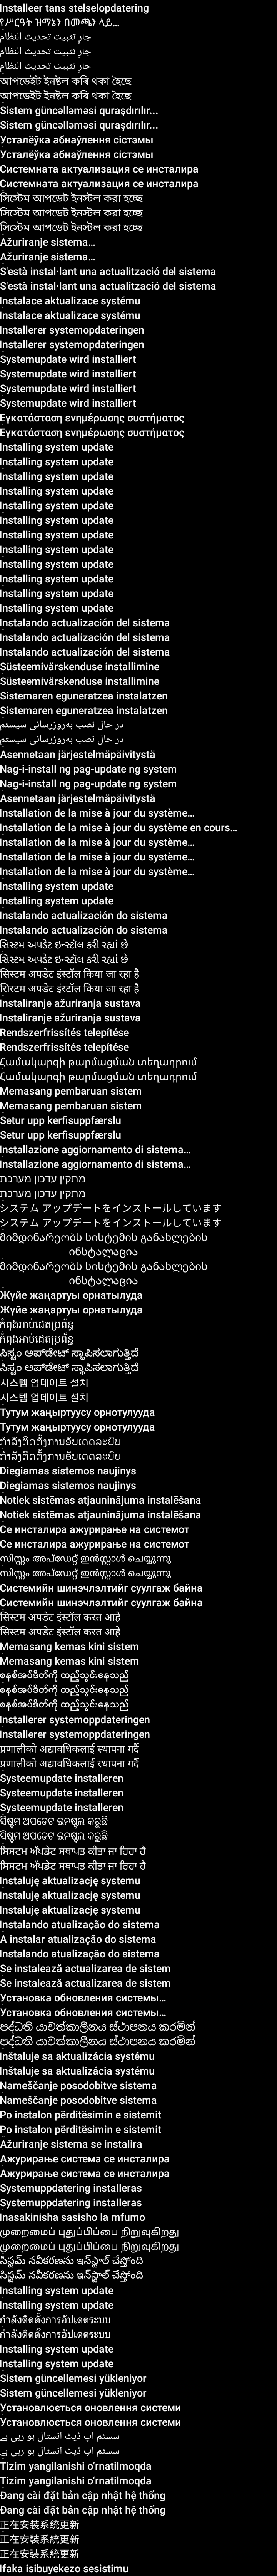 Installeer tans stelselopdatering
የሥርዓት ዝማኔን በመጫን ላይ…
جارٍ تثبيت تحديث النظام
جارٍ تثبيت تحديث النظام
جارٍ تثبيت تحديث النظام
আপডেইট ইনষ্টল কৰি থকা হৈছে
আপডেইট ইনষ্টল কৰি থকা হৈছে
Sistem güncəlləməsi quraşdırılır...
Sistem güncəlləməsi quraşdırılır...
Усталёўка абнаўлення сістэмы
Усталёўка абнаўлення сістэмы
Системната актуализация се инсталира
Системната актуализация се инсталира
সিস্টেম আপডেট ইনস্টল করা হচ্ছে
সিস্টেম আপডেট ইনস্টল করা হচ্ছে
সিস্টেম আপডেট ইনস্টল করা হচ্ছে
Ažuriranje sistema…
Ažuriranje sistema…
S'està instal·lant una actualització del sistema
S'està instal·lant una actualització del sistema
Instalace aktualizace systému
Instalace aktualizace systému
Installerer systemopdateringen
Installerer systemopdateringen
Systemupdate wird installiert
Systemupdate wird installiert
Systemupdate wird installiert
Systemupdate wird installiert
Εγκατάσταση ενημέρωσης συστήματος
Εγκατάσταση ενημέρωσης συστήματος
Installing system update
Installing system update
Installing system update
Installing system update
Installing system update
Installing system update
Installing system update
Installing system update
Installing system update
Installing system update
Installing system update
Installing system update
Instalando actualización del sistema
Instalando actualización del sistema
Instalando actualización del sistema
Süsteemivärskenduse installimine
Süsteemivärskenduse installimine
Sistemaren eguneratzea instalatzen
Sistemaren eguneratzea instalatzen
در حال نصب به‌روزرسانی سیستم
در حال نصب به‌روزرسانی سیستم
Asennetaan järjestelmäpäivitystä
Nag-i-install ng pag-update ng system
Nag-i-install ng pag-update ng system
Asennetaan järjestelmäpäivitystä
Installation de la mise à jour du système…
Installation de la mise à jour du système en cours…
Installation de la mise à jour du système…
Installation de la mise à jour du système…
Installation de la mise à jour du système…
Installing system update
Installing system update
Instalando actualización do sistema
Instalando actualización do sistema
સિસ્ટમ અપડેટ ઇન્સ્ટૉલ કરી રહ્યાં છે
સિસ્ટમ અપડેટ ઇન્સ્ટૉલ કરી રહ્યાં છે
सिस्टम अपडेट इंस्टॉल किया जा रहा है
सिस्टम अपडेट इंस्टॉल किया जा रहा है
Instaliranje ažuriranja sustava
Instaliranje ažuriranja sustava
Rendszerfrissítés telepítése
Rendszerfrissítés telepítése
Համակարգի թարմացման տեղադրում
Համակարգի թարմացման տեղադրում
Memasang pembaruan sistem
Memasang pembaruan sistem
Setur upp kerfisuppfærslu
Setur upp kerfisuppfærslu
Installazione aggiornamento di sistema…
Installazione aggiornamento di sistema…
מתקין עדכון מערכת
מתקין עדכון מערכת
システム アップデートをインストールしています
システム アップデートをインストールしています
მიმდინარეობს სისტემის განახლების
ინსტალაცია
მიმდინარეობს სისტემის განახლების
ინსტალაცია
Жүйе жаңартуы орнатылуда
Жүйе жаңартуы орнатылуда
កំពុងអាប់ដេតប្រព័ន្ធ
កំពុងអាប់ដេតប្រព័ន្ធ
ಸಿಸ್ಟಂ ಅಪ್‌ಡೇಟ್‌ ಸ್ಥಾಪಿಸಲಾಗುತ್ತಿದೆ
ಸಿಸ್ಟಂ ಅಪ್‌ಡೇಟ್‌ ಸ್ಥಾಪಿಸಲಾಗುತ್ತಿದೆ
시스템 업데이트 설치
시스템 업데이트 설치
Тутум жаңыртуусу орнотулууда
Тутум жаңыртуусу орнотулууда
ກຳລັງຕິດຕັ້ງການອັບເດດລະບົບ
ກຳລັງຕິດຕັ້ງການອັບເດດລະບົບ
Diegiamas sistemos naujinys
Diegiamas sistemos naujinys
Notiek sistēmas atjauninājuma instalēšana
Notiek sistēmas atjauninājuma instalēšana
Се инсталира ажурирање на системот
Се инсталира ажурирање на системот
സിസ്റ്റം അപ്ഡേറ്റ് ഇൻസ്റ്റാൾ ചെയ്യുന്നു
സിസ്റ്റം അപ്ഡേറ്റ് ഇൻസ്റ്റാൾ ചെയ്യുന്നു
Системийн шинэчлэлтийг суулгаж байна
Системийн шинэчлэлтийг суулгаж байна
सिस्टम अपडेट इंस्टॉल करत आहे
सिस्टम अपडेट इंस्टॉल करत आहे
Memasang kemas kini sistem
Memasang kemas kini sistem
စနစ်အပ်ဒိတ်ကို ထည့်သွင်းနေသည်
စနစ်အပ်ဒိတ်ကို ထည့်သွင်းနေသည်
စနစ်အပ်ဒိတ်ကို ထည့်သွင်းနေသည်
Installerer systemoppdateringen
Installerer systemoppdateringen
प्रणालीको अद्यावधिकलाई स्थापना गर्दै
प्रणालीको अद्यावधिकलाई स्थापना गर्दै
Systeemupdate installeren
Systeemupdate installeren
Systeemupdate installeren
ସିଷ୍ଟମ ଅପଡେଟ ଇନଷ୍ଟଲ କରୁଛି
ସିଷ୍ଟମ ଅପଡେଟ ଇନଷ୍ଟଲ କରୁଛି
ਸਿਸਟਮ ਅੱਪਡੇਟ ਸਥਾਪਤ ਕੀਤਾ ਜਾ ਰਿਹਾ ਹੈ
ਸਿਸਟਮ ਅੱਪਡੇਟ ਸਥਾਪਤ ਕੀਤਾ ਜਾ ਰਿਹਾ ਹੈ
Instaluję aktualizację systemu
Instaluję aktualizację systemu
Instaluję aktualizację systemu
Instalando atualização do sistema
A instalar atualização do sistema
Instalando atualização do sistema
Se instalează actualizarea de sistem
Se instalează actualizarea de sistem
Установка обновления системы…
Установка обновления системы…
පද්ධති යාවත්කාලීනය ස්ථාපනය කරමින්
පද්ධති යාවත්කාලීනය ස්ථාපනය කරමින්
Inštaluje sa aktualizácia systému
Inštaluje sa aktualizácia systému
Nameščanje posodobitve sistema
Nameščanje posodobitve sistema
Po instalon përditësimin e sistemit
Po instalon përditësimin e sistemit
Ažuriranje sistema se instalira
Ажурирање система се инсталира
Ажурирање система се инсталира
Systemuppdatering installeras
Systemuppdatering installeras
Inasakinisha sasisho la mfumo
முறைமைப் புதுப்பிப்பை நிறுவுகிறது
முறைமைப் புதுப்பிப்பை நிறுவுகிறது
సిస్టమ్ నవీకరణను ఇన్‌స్టాల్ చేస్తోంది
సిస్టమ్ నవీకరణను ఇన్‌స్టాల్ చేస్తోంది
Installing system update
Installing system update
กำลังติดตั้งการอัปเดตระบบ
กำลังติดตั้งการอัปเดตระบบ
Installing system update
Installing system update
Sistem güncellemesi yükleniyor
Sistem güncellemesi yükleniyor
Установлюється оновлення системи
Установлюється оновлення системи
سسٹم اپ ڈیٹ انسٹال ہو رہی ہے
سسٹم اپ ڈیٹ انسٹال ہو رہی ہے
Tizim yangilanishi o‘rnatilmoqda
Tizim yangilanishi o‘rnatilmoqda
Đang cài đặt bản cập nhật hệ thống
Đang cài đặt bản cập nhật hệ thống
正在安装系统更新
正在安裝系統更新
正在安裝系統更新
Ifaka isibuyekezo sesistimu